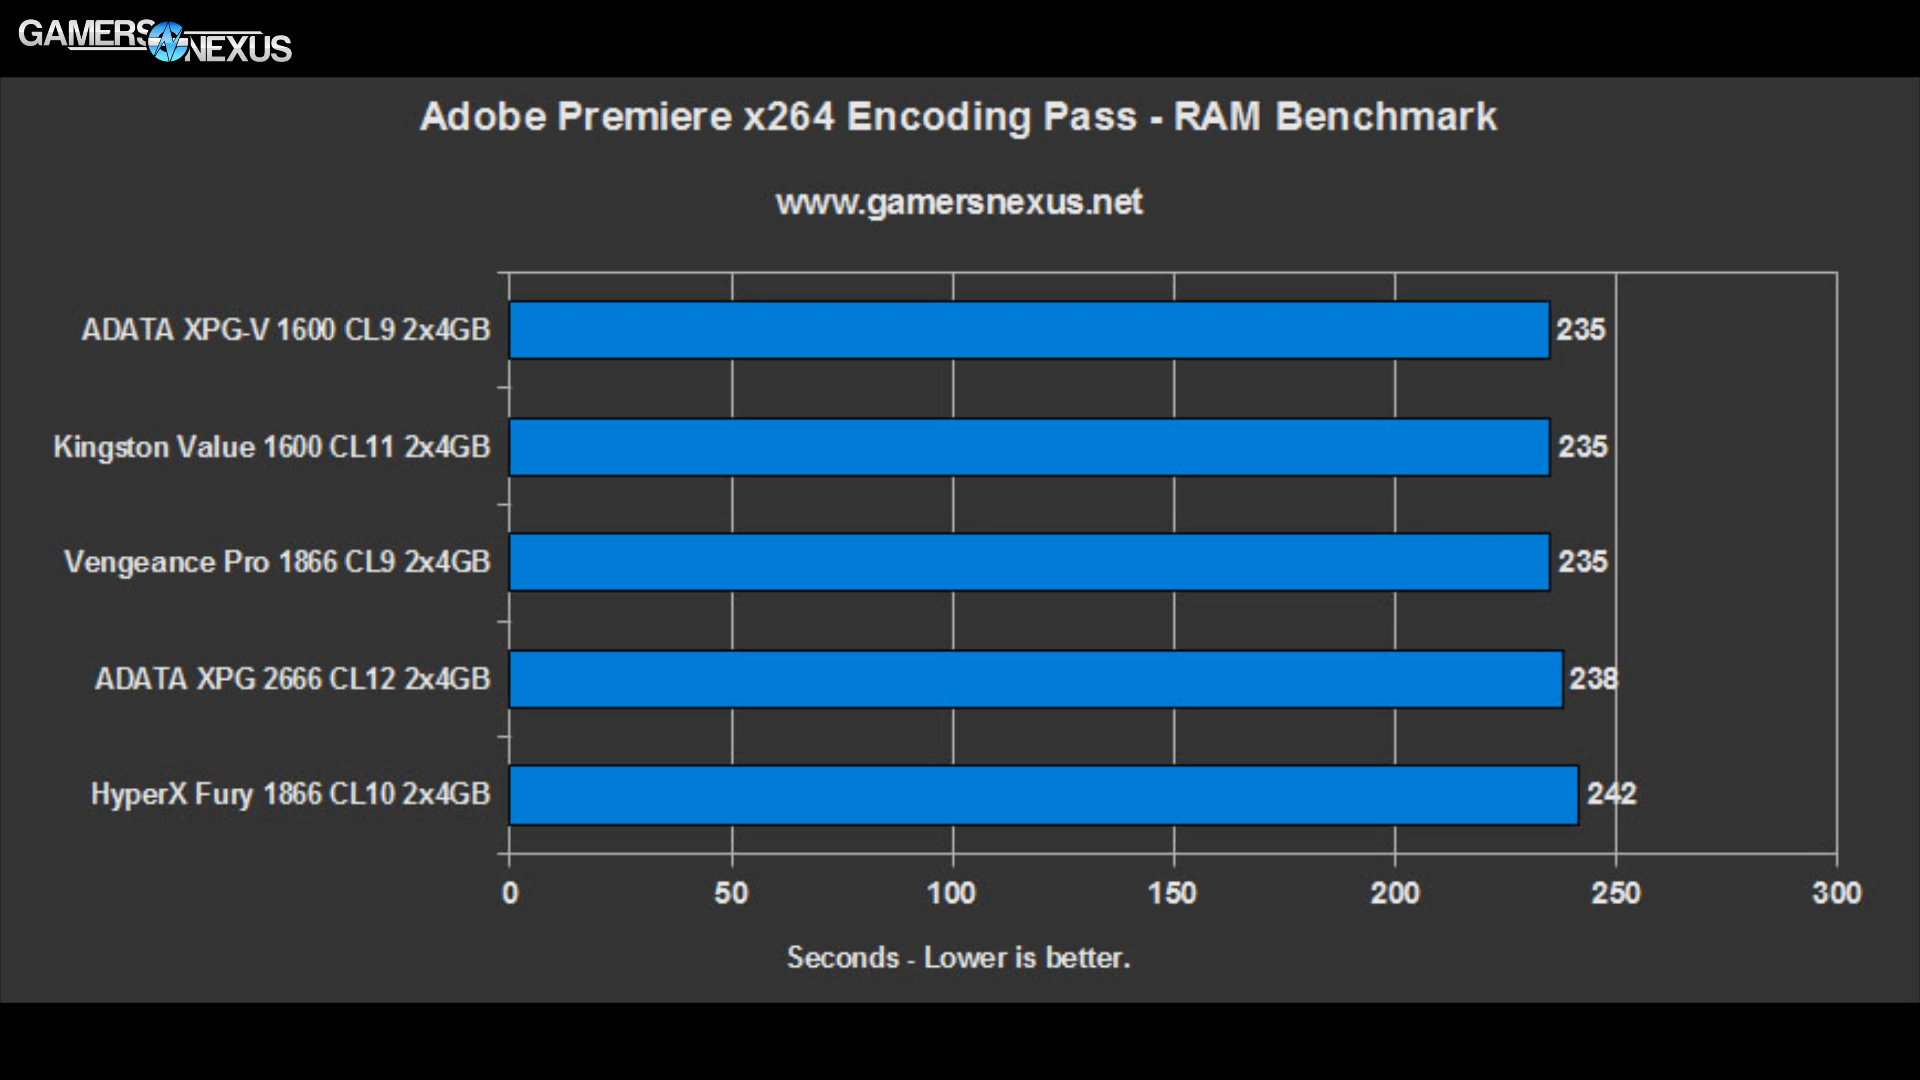 GAMERS NEXUS
Adobe Premiere x264 Encoding Pass - RAM Benchmark
www.gamersnexus.net
ADATA XPG-V 1600 CL9 2x4GB 235
Kingston Value 1600 CL11 2x4GB 235
Vengeance Pro 1866 CL9 2x4GB 235
ADATA XPG 2666 CL12 2x4GB 238
HyperX Fury 1866 CL10 2x4GB 242
0 50 100 150 200 250 300
Seconds - Lower is better.